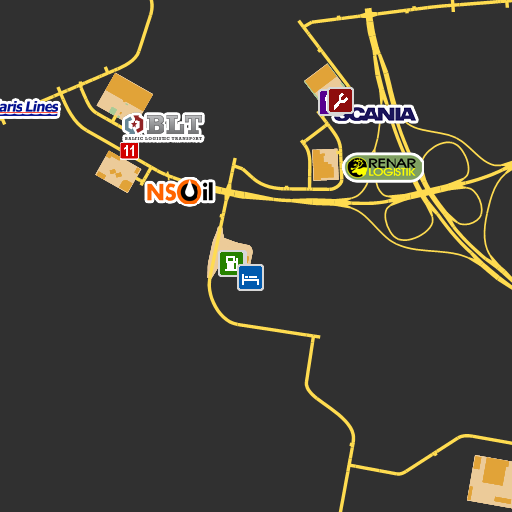 aris Lines
BLT
BALTIC LOGISTIC TRANSPORT
11
NSOil
SCANIA
RENAR
LOGISTIK